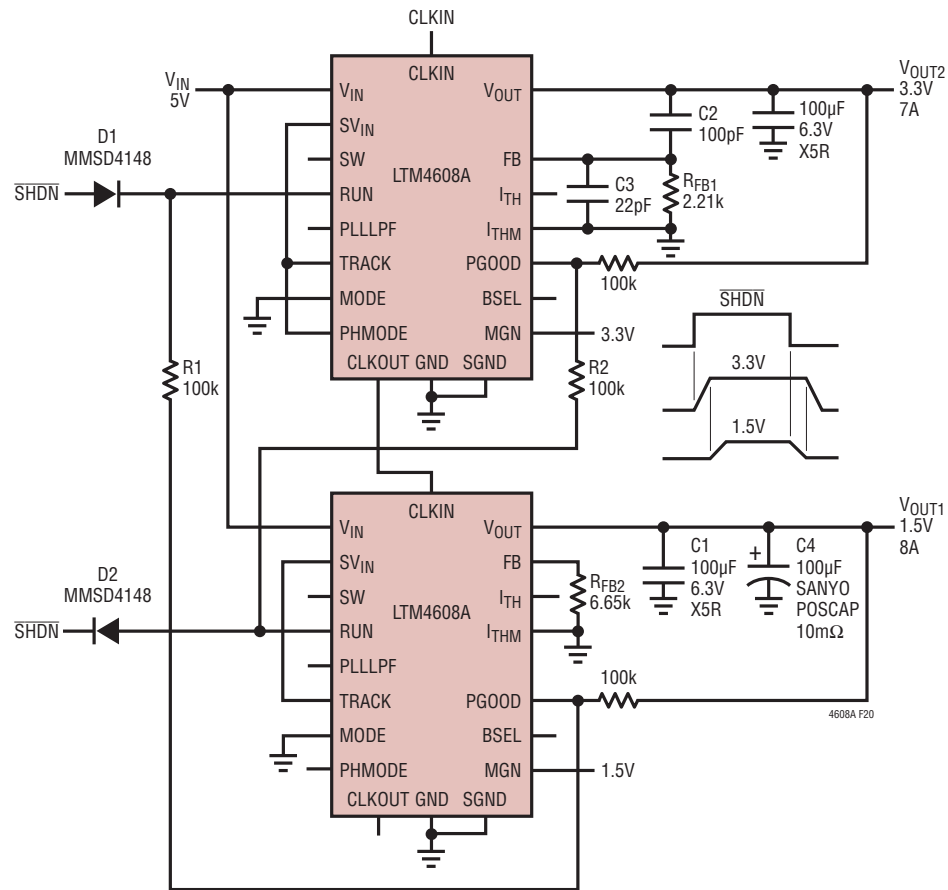 CLKIN
CLKIN
VIN
5V
VIN
SVIN
SW
RUN
PLLLPF
TRACK
MODE
PHMODE
CLKOUT GND SGND
LTM4608A
VOUT
FB
ITH
ITHM
PGOOD
BSEL
MGN
D1
MMSD4148
SHDN
C2
100pF
100µF
6.3V
X5R
VOUT2
3.3V
7A
C3
22pF
RFB1
2.21k
100k
3.3V
R1
100k
R2
100k
SHDN
3.3V
1.5V
CLKIN
VIN
SVIN
SW
RUN
PLLLPF
TRACK
MODE
PHMODE
CLKOUT GND SGND
LTM4608A
VOUT
FB
ITH
ITHM
PGOOD
BSEL
MGN
D2
MMSD4148
SHDN
RFB2
6.65k
C1
100µF
6.3V
X5R
+
C4
100µF
SANYO
POSCAP
10mΩ
VOUT1
1.5V
8A
100k
1.5V
4608A F20